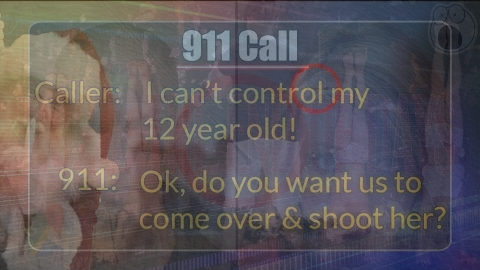 911 Call
Caller: I can't control my
12 year old!
911: Ok, do you want us to
come over & shoot her?